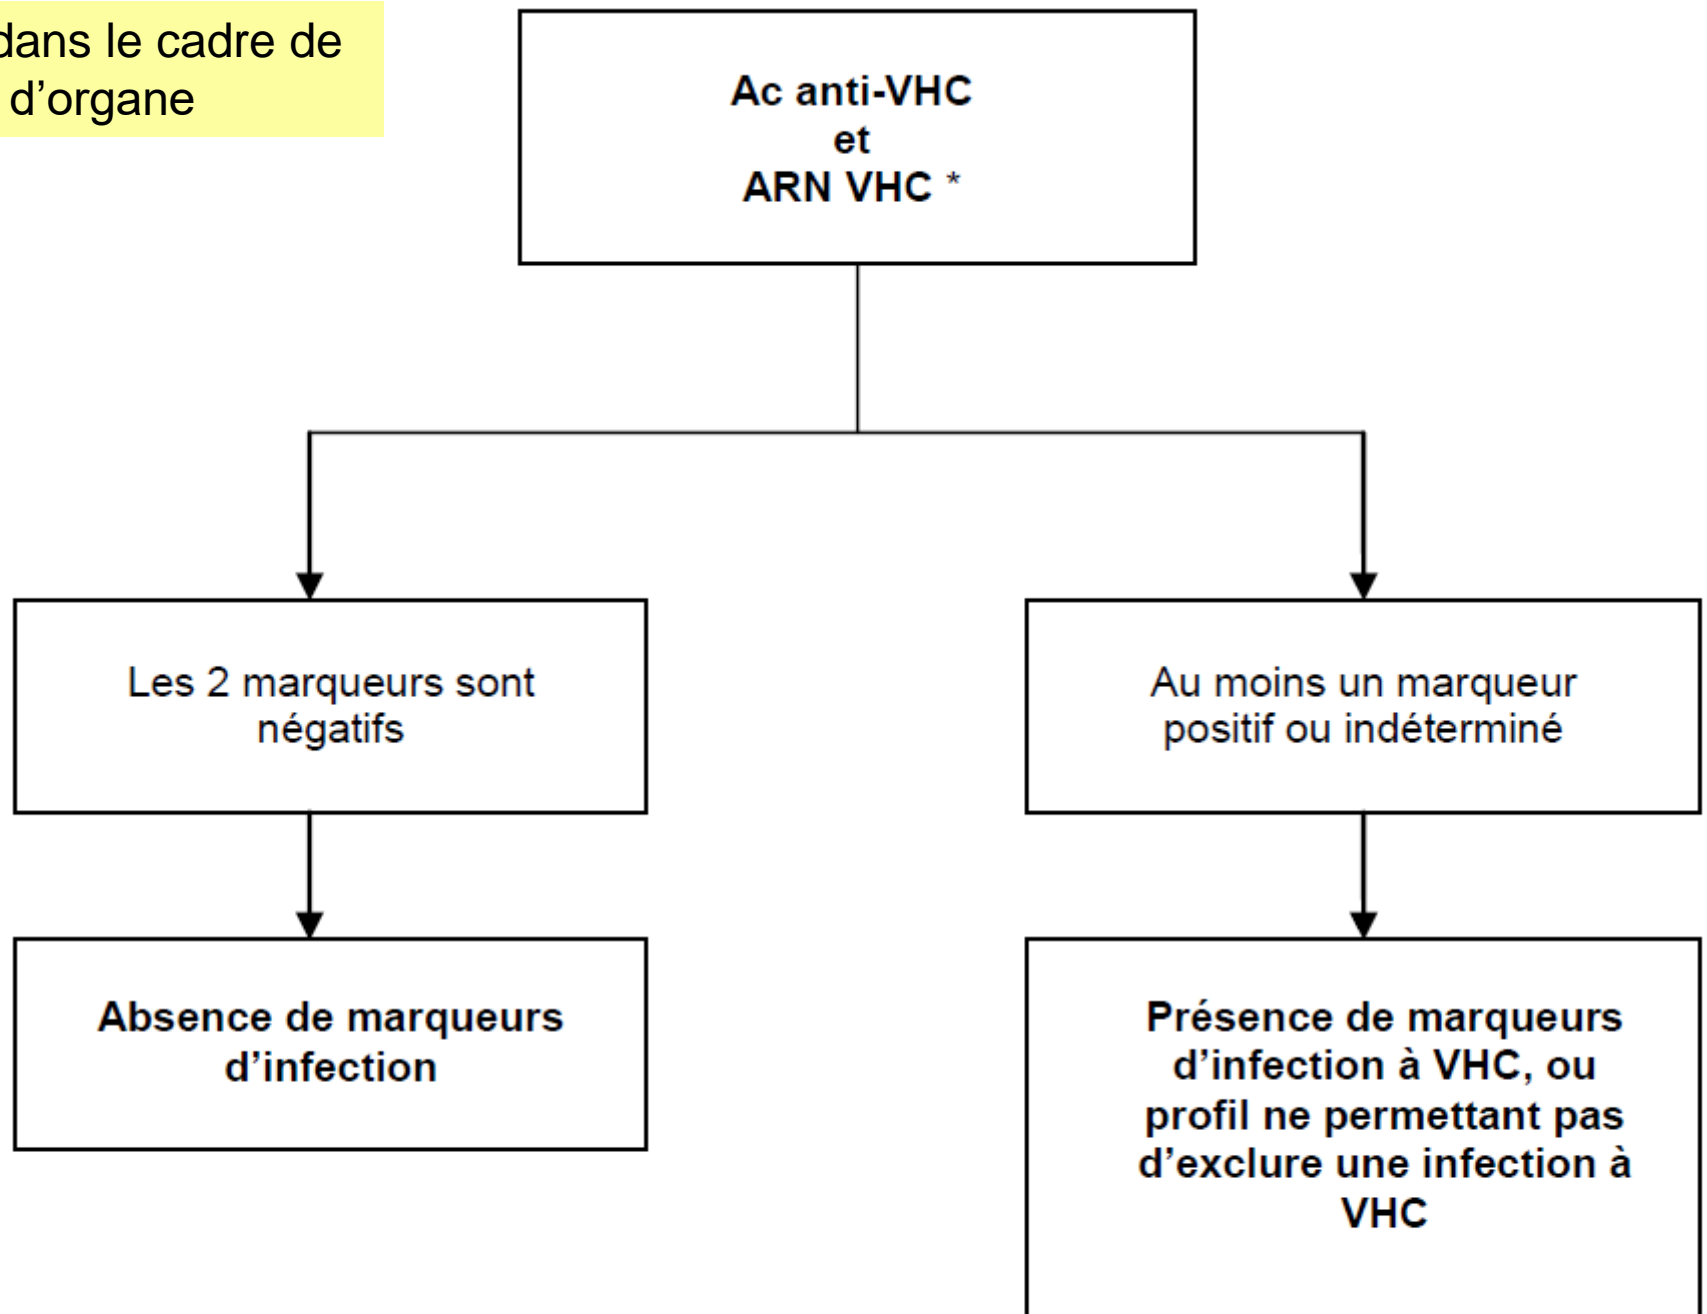 dans le cadre de
d’organe
Ac anti-VHC
et
ARN VHC *
Les 2 marqueurs sont
négatifs
Au moins un marqueur
positif ou indéterminé
Absence de marqueurs
d’infection
Présence de marqueurs
d’infection à VHC, ou
profil ne permettant pas
d’exclure une infection à
VHC